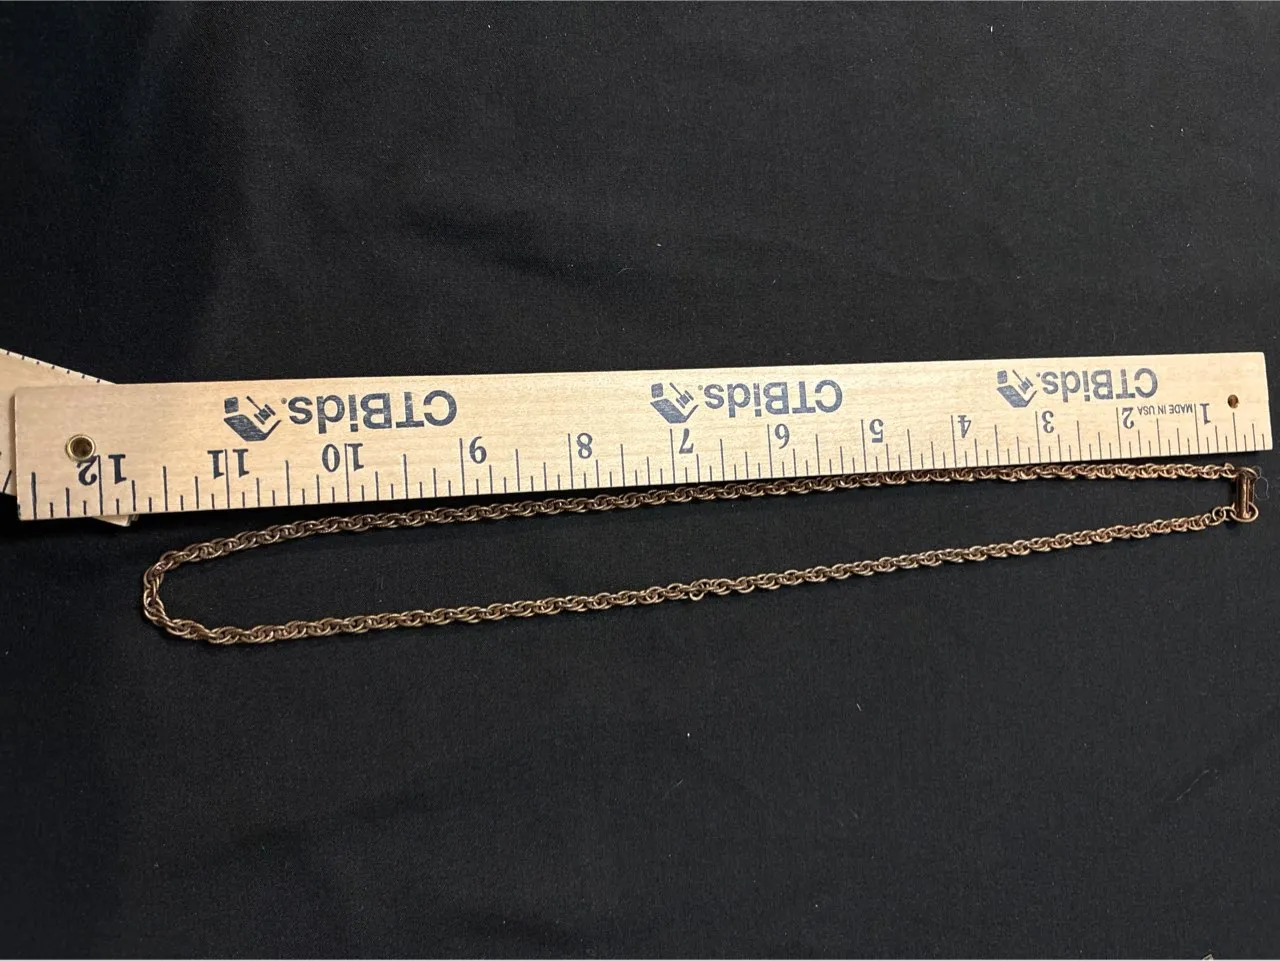 CTBids.
CTBids.
CTBids.
MADE IN USA
1 2 3 4 5 6 7 8 9 10 11 12